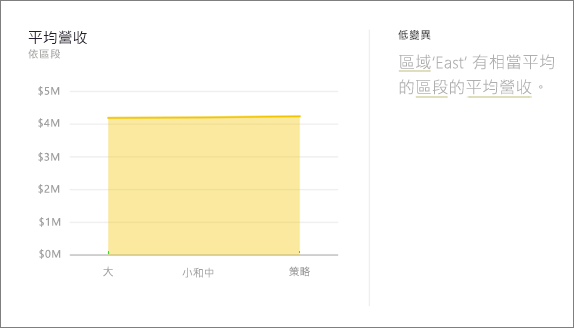 平均營收
依區段
$5M
$4M
$3M
$2M
$1M
$0M
大 小和中 策略
低變異
區域‘East’ 有相當平均
的區段的平均營收。